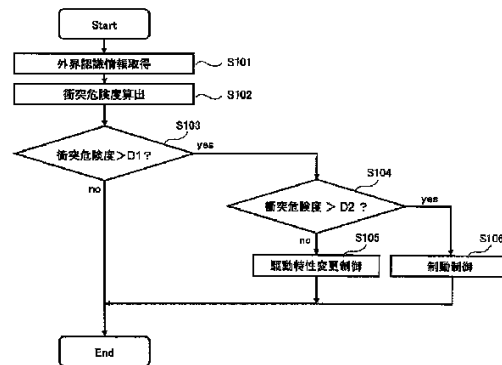 Start
外界認識情報取得
S101
衝突危険度算出
S102
S103
衝突危険度＞D1?
yes
no
S104
衝突危険度 ＞ D2 ?
yes
no
S105
駆動特性変更制御
S106
制動制御
End